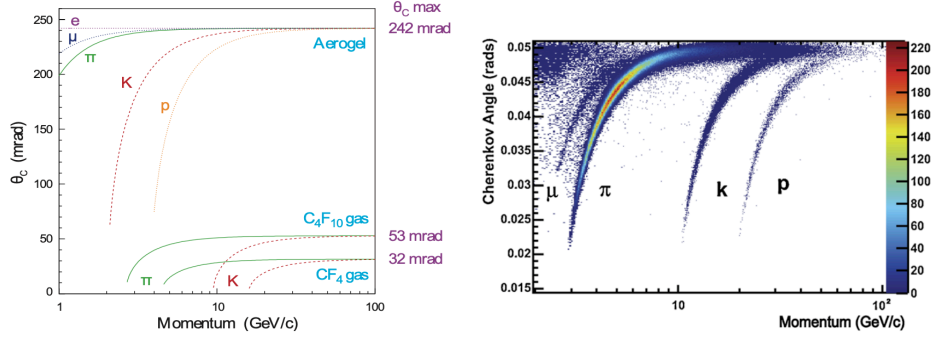 θC max
250
e
242 mrad
μ
Aerogel
π
200
K
p
150
θC (mrad)
100
C4F10 gas
50
53 mrad
32 mrad
π
K
CF4 gas
0
1
10
100
Momentum (GeV/c)
0.05
0.045
0.04
0.035
0.03
0.025
0.02
0.015
Cherenkov Angle (rads)
μ
π
k
p
10
10²
Momentum (GeV/c)
220
200
180
160
140
120
100
80
60
40
20
0